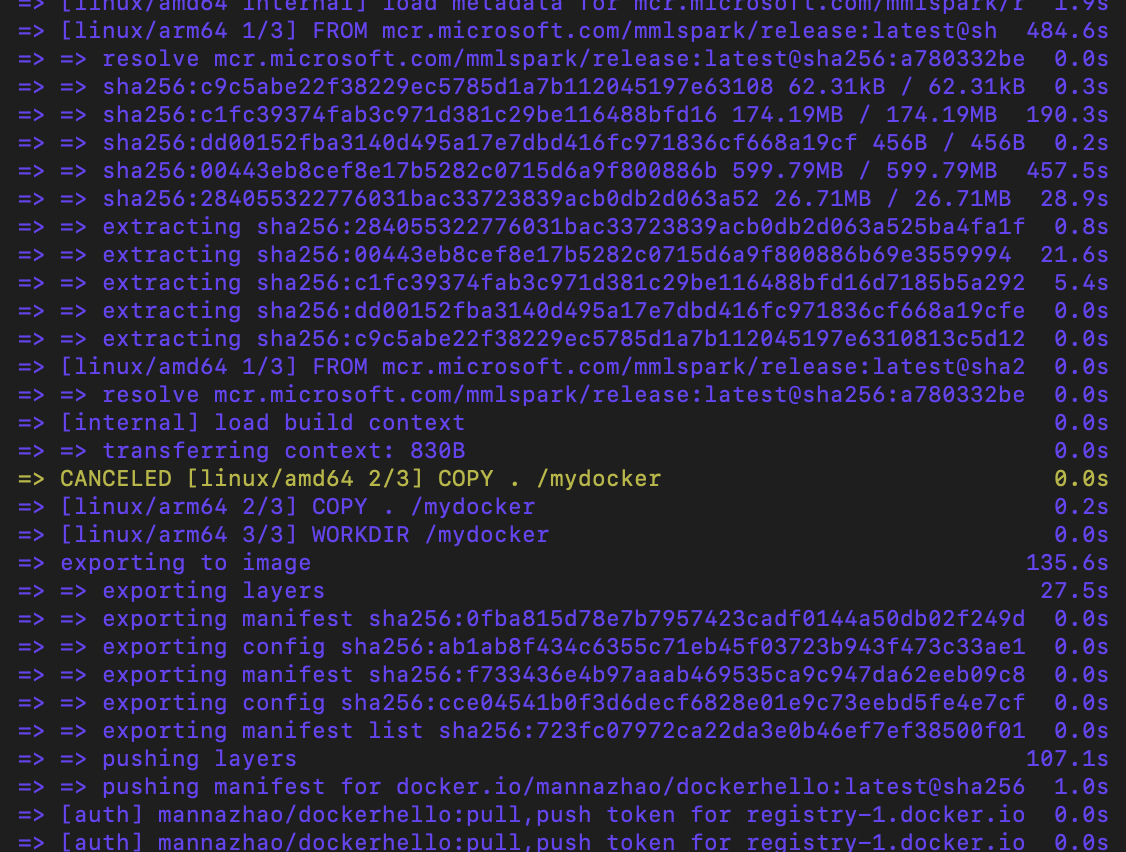 => [linux/amd64 internal] load metadata for mcr.microsoft.com/mmlspark/r 1.9s
=> [linux/arm64 1/3] FROM mcr.microsoft.com/mmlspark/release:latest@sh 484.6s
=> => resolve mcr.microsoft.com/mmlspark/release:latest@sha256:a780332be 0.0s
=> => sha256:c9c5abe22f38229ec5785d1a7b112045197e63108 62.31kB / 62.31kB 0.3s
=> => sha256:c1fc39374fab3c971d381c29be116488bfd16 174.19MB / 174.19MB 190.3s
=> => sha256:dd00152fba3140d495a17e7dbd416fc971836cf668a19cf 456B / 456B 0.2s
=> => sha256:00443eb8cef8e17b5282c0715d6a9f800886b 599.79MB / 599.79MB 457.5s
=> => sha256:284055322776031bac33723839acb0db2d063a52 26.71MB / 26.71MB 28.9s
=> => extracting sha256:284055322776031bac33723839acb0db2d063a525ba4fa1f 0.8s
=> => extracting sha256:00443eb8cef8e17b5282c0715d6a9f800886b69e3559994 21.6s
=> => extracting sha256:c1fc39374fab3c971d381c29be116488bfd16d7185b5a292 5.4s
=> => extracting sha256:dd00152fba3140d495a17e7dbd416fc971836cf668a19cfe 0.0s
=> => extracting sha256:c9c5abe22f38229ec5785d1a7b112045197e6310813c5d12 0.0s
=> [linux/amd64 1/3] FROM mcr.microsoft.com/mmlspark/release:latest@sha2 0.0s
=> => resolve mcr.microsoft.com/mmlspark/release:latest@sha256:a780332be 0.0s
=> [internal] load build context 0.0s
=> => transferring context: 830B 0.0s
=> CANCELED [linux/amd64 2/3] COPY . /mydocker 0.0s
=> [linux/arm64 2/3] COPY . /mydocker 0.2s
=> [linux/arm64 3/3] WORKDIR /mydocker 0.0s
=> exporting to image 135.6s
=> => exporting layers 27.5s
=> => exporting manifest sha256:0fba815d78e7b7957423cadf0144a50db02f249d 0.0s
=> => exporting config sha256:ab1ab8f434c6355c71eb45f03723b943f473c33ae1 0.0s
=> => exporting manifest sha256:f733436e4b97aaab469535ca9c947da62eeb09c8 0.0s
=> => exporting config sha256:cce04541b0f3d6decf6828e01e9c73eebd5fe4e7cf 0.0s
=> => exporting manifest list sha256:723fc07972ca22da3e0b46ef7ef38500f01 0.0s
=> => pushing layers 107.1s
=> => pushing manifest for docker.io/mannazhao/dockerhello:latest@sha256 1.0s
=> [auth] mannazhao/dockerhello:pull,push token for registry-1.docker.io 0.0s
=> [auth] mannazhao/dockerhello:pull,push token for registry-1.docker.io 0.0s